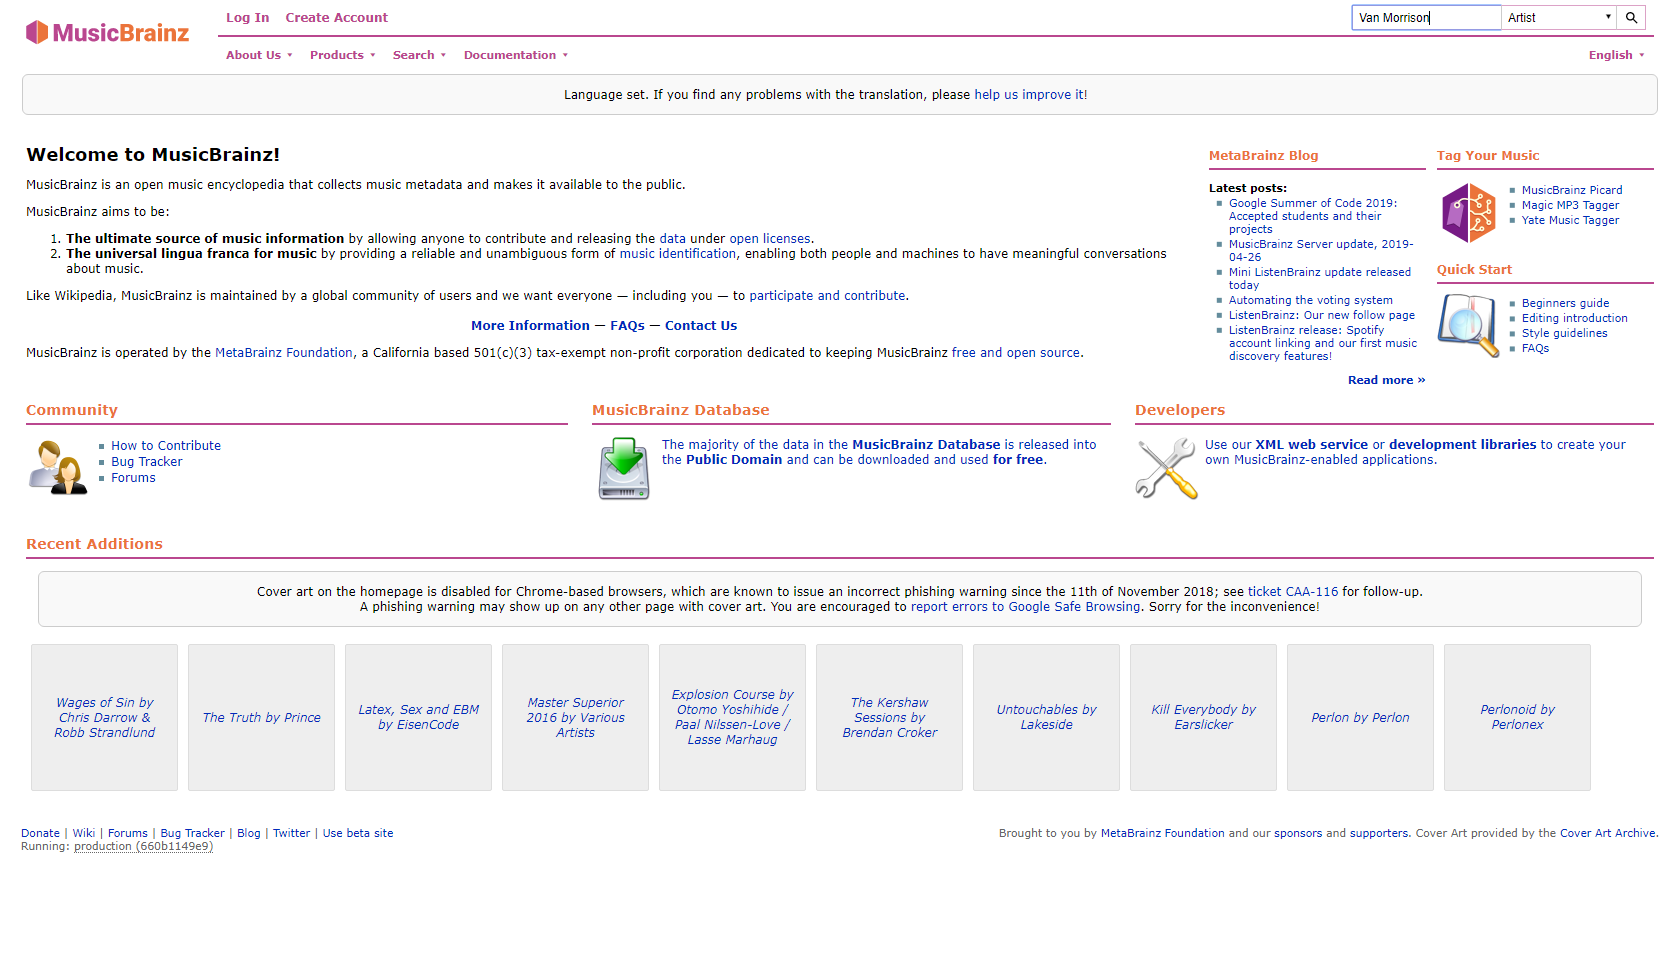 MusicBrainz
Log In Create Account
Van Morrison
Artist
About Us Products Search Documentation
English
Language set. If you find any problems with the translation, please help us improve it!
Welcome to MusicBrainz!
MusicBrainz is an open music encyclopedia that collects music metadata and makes it available to the public.
MusicBrainz aims to be:
1. The ultimate source of music information by allowing anyone to contribute and releasing the data under open licenses.
2. The universal lingua franca for music by providing a reliable and unambiguous form of music identification, enabling both people and machines to have meaningful conversations
about music.
Like Wikipedia, MusicBrainz is maintained by a global community of users and we want everyone — including you — to participate and contribute.
More Information — FAQs — Contact Us
MusicBrainz is operated by the MetaBrainz Foundation, a California based 501(c)(3) tax-exempt non-profit corporation dedicated to keeping MusicBrainz free and open source.
MetaBrainz Blog
Latest posts:
Google Summer of Code 2019:
Accepted students and their
projects
MusicBrainz Server update, 2019-
04-26
Mini ListenBrainz update released
today
Automating the voting system
ListenBrainz: Our new follow page
ListenBrainz release: Spotify
account linking and our first music
discovery features!
Read more »
Tag Your Music
MusicBrainz Picard
Magic MP3 Tagger
Yate Music Tagger
Quick Start
Beginners guide
Editing introduction
Style guidelines
FAQs
Community
How to Contribute
Bug Tracker
Forums
MusicBrainz Database
The majority of the data in the MusicBrainz Database is released into
the Public Domain and can be downloaded and used for free.
Developers
Use our XML web service or development libraries to create your
own MusicBrainz-enabled applications.
Recent Additions
Cover art on the homepage is disabled for Chrome-based browsers, which are known to issue an incorrect phishing warning since the 11th of November 2018; see ticket CAA-116 for follow-up.
A phishing warning may show up on any other page with cover art. You are encouraged to report errors to Google Safe Browsing. Sorry for the inconvenience!
Wages of Sin by
Chris Darrow &
Robb Strandlund
The Truth by Prince
Latex, Sex and EBM
by EisenCode
Master Superior
2016 by Various
Artists
Explosion Course by
Otomo Yoshihide /
Paal Nilssen-Love /
Lasse Marhaug
The Kershaw
Sessions by
Brendan Croker
Untouchables by
Lakeside
Kill Everybody by
Earslicker
Perlon by Perlon
Perlonoid by
Perlonex
Donate | Wiki | Forums | Bug Tracker | Blog | Twitter | Use beta site
Running: production (660b1149e9)
Brought to you by MetaBrainz Foundation and our sponsors and supporters. Cover Art provided by the Cover Art Archive.